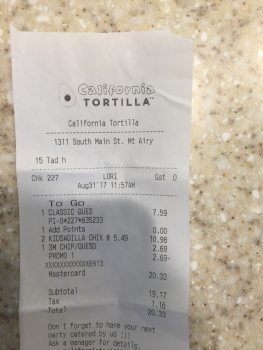 California
TORTILLA
California Tortilla
1311 South Main St. Mt Airy
15 Tad h
Chk 227 LORI Gst 0
Aug31'17 11:57AM
To Go
1 CLASSIC QUES 7.59
PI-0*227*635233
1 Add Points 0.00
2 KIDSADILLA CHIX @ 5.49 10.98
1 SM CHIP/QUESO 2.69
PROMO 1 2.69-
Mastercard 20.33
Subtotal 19.17
Tax 1.16
Total 20.33
Don't forget to have your next
party catered by us !!!
Ask a manager for details.